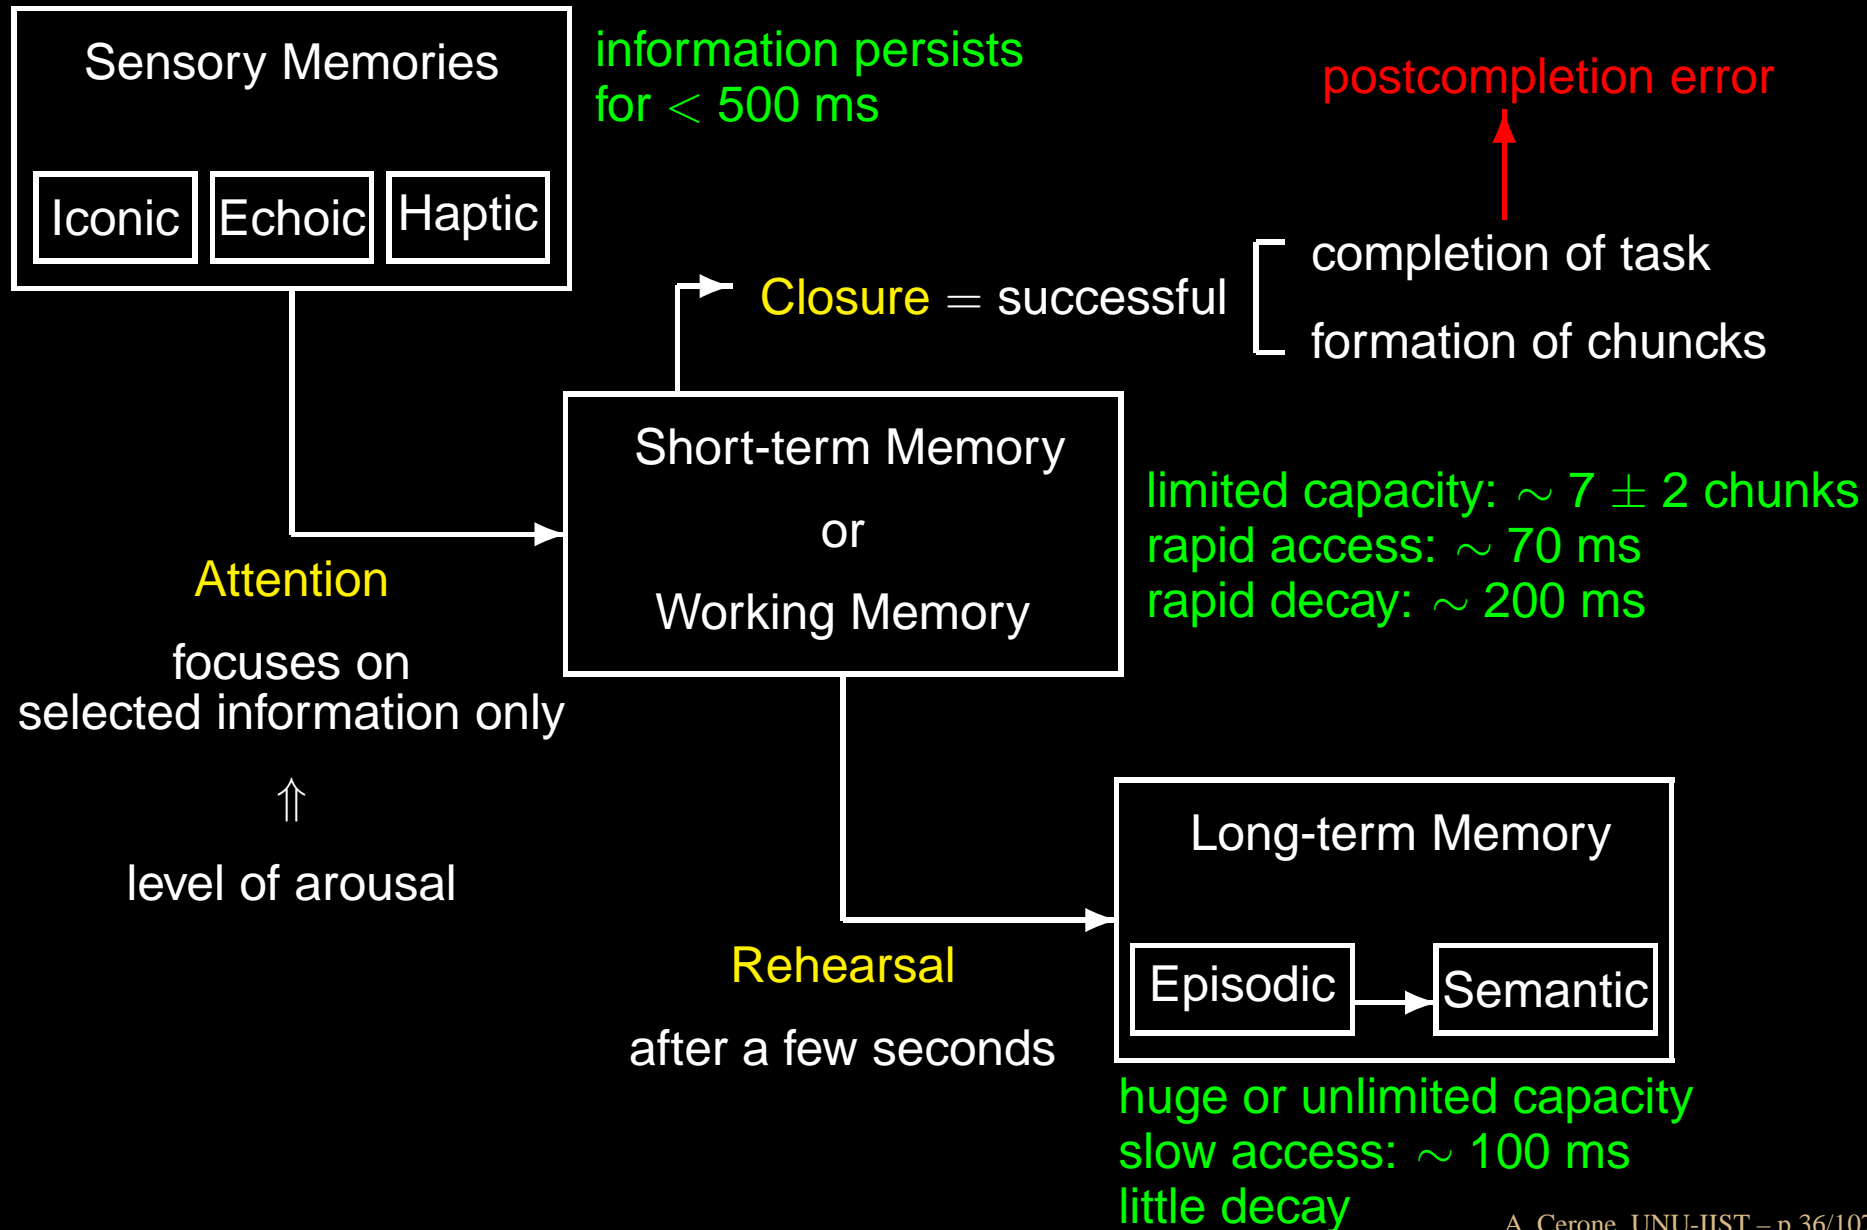 Sensory Memories
Iconic
Echoic
Haptic
information persists
for < 500 ms
postcompletion error
completion of task
Closure = successful
formation of chuncks
Short-term Memory
or
Working Memory
limited capacity: ∼ 7 ± 2 chunks
rapid access: ∼ 70 ms
rapid decay: ∼ 200 ms
Attention
focuses on
selected information only
⇑
level of arousal
Rehearsal
after a few seconds
Long-term Memory
Episodic
Semantic
huge or unlimited capacity
slow access: ∼ 100 ms
little decay
A. Cerone, UNU-IIST – p.36/107